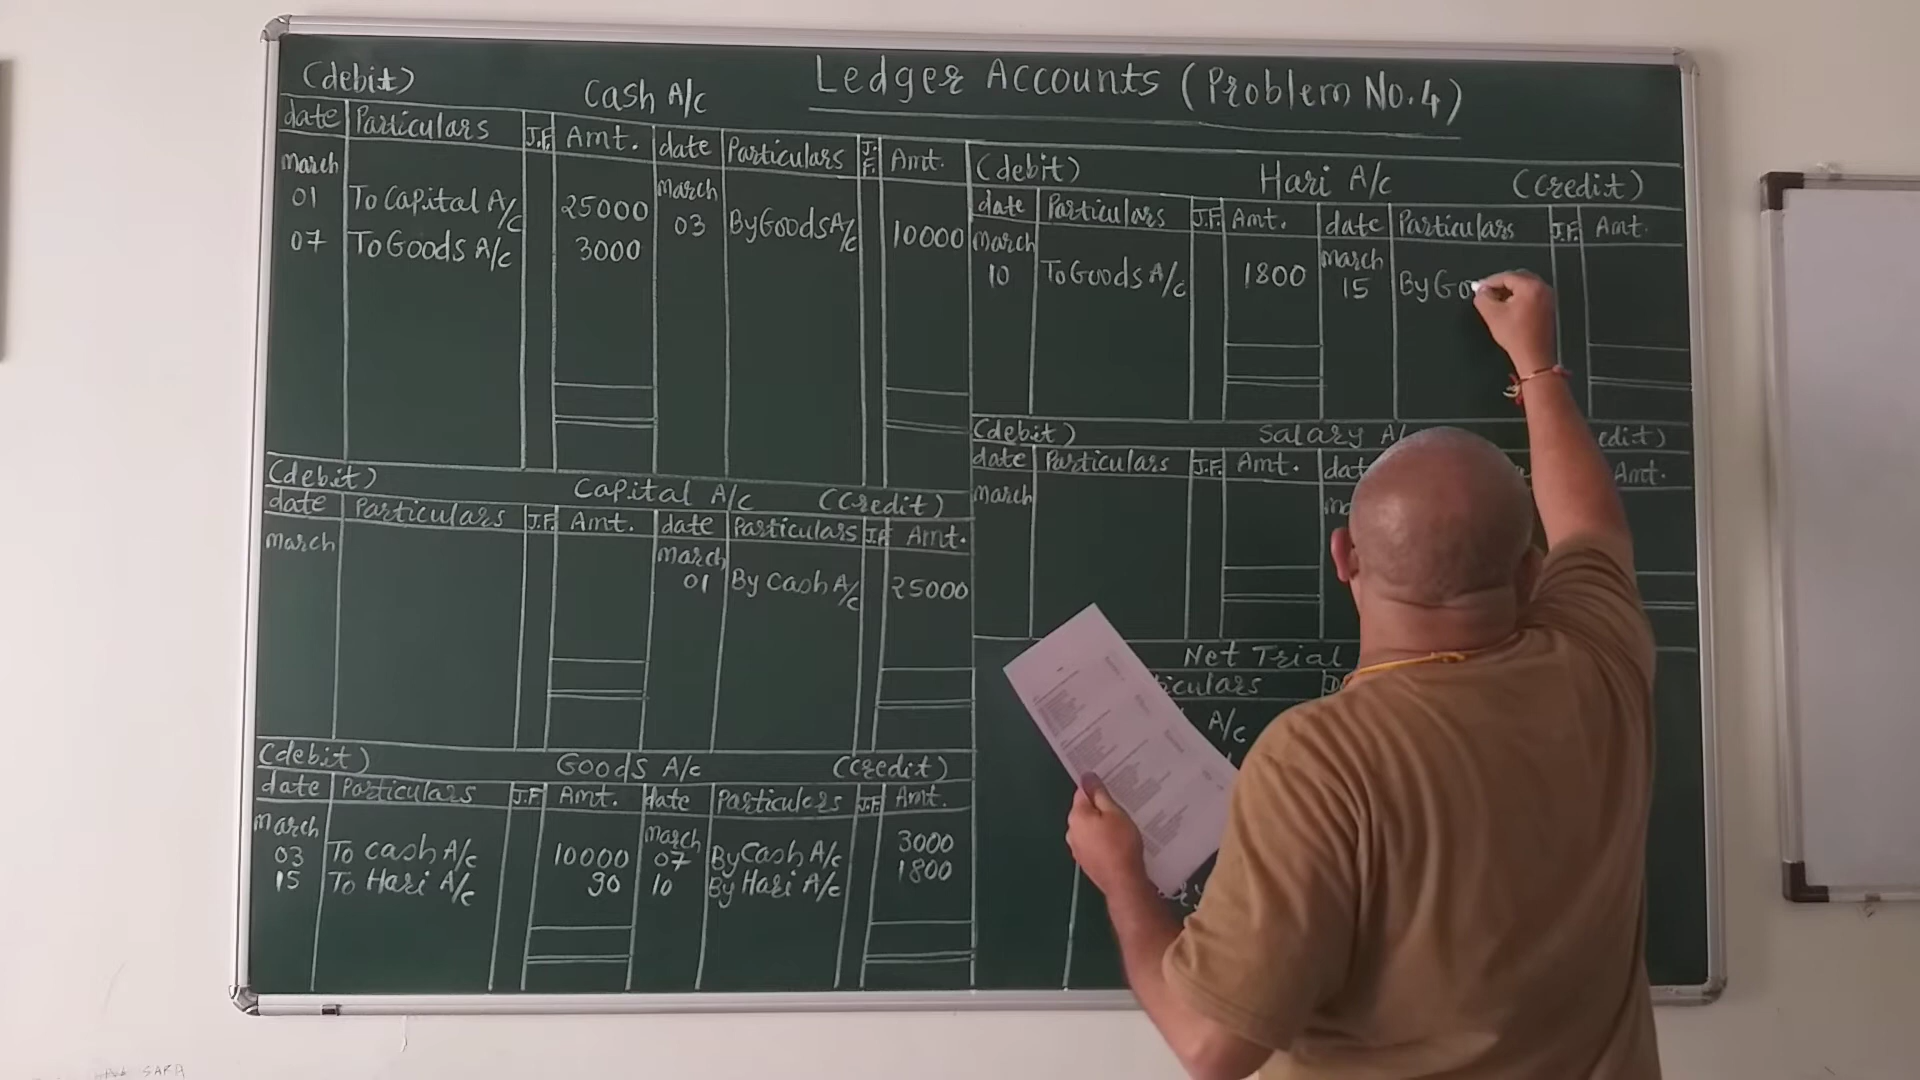 Ledger Accounts (Problem No.4)
(debit) Cash A/c
date Particulars J.F. Amt. date Particulars J.F. Amt.
march march
01 To Capital A/c 25000 03 By Goods A/c 10000
07 To Goods A/c 3000
(debit) Capital A/c (Credit)
date Particulars J.F. Amt. date Particulars J.F. Amt.
march march
01 By Cash A/c 25000
(debit) Goods A/c (Credit)
date Particulars J.F. Amt. date Particulars J.F. Amt.
march march
03 To Cash A/c 10000 07 By Cash A/c 3000
15 To Hari A/c 90 10 By Hari A/c 1800
(debit) Hari A/c (Credit)
date Particulars J.F. Amt. date Particulars J.F. Amt.
march march
10 To Goods A/c 1800 15 By Goo
(debit) Salary
date Particulars J.F. Amt. Amt.
march
Net Trial
A/c